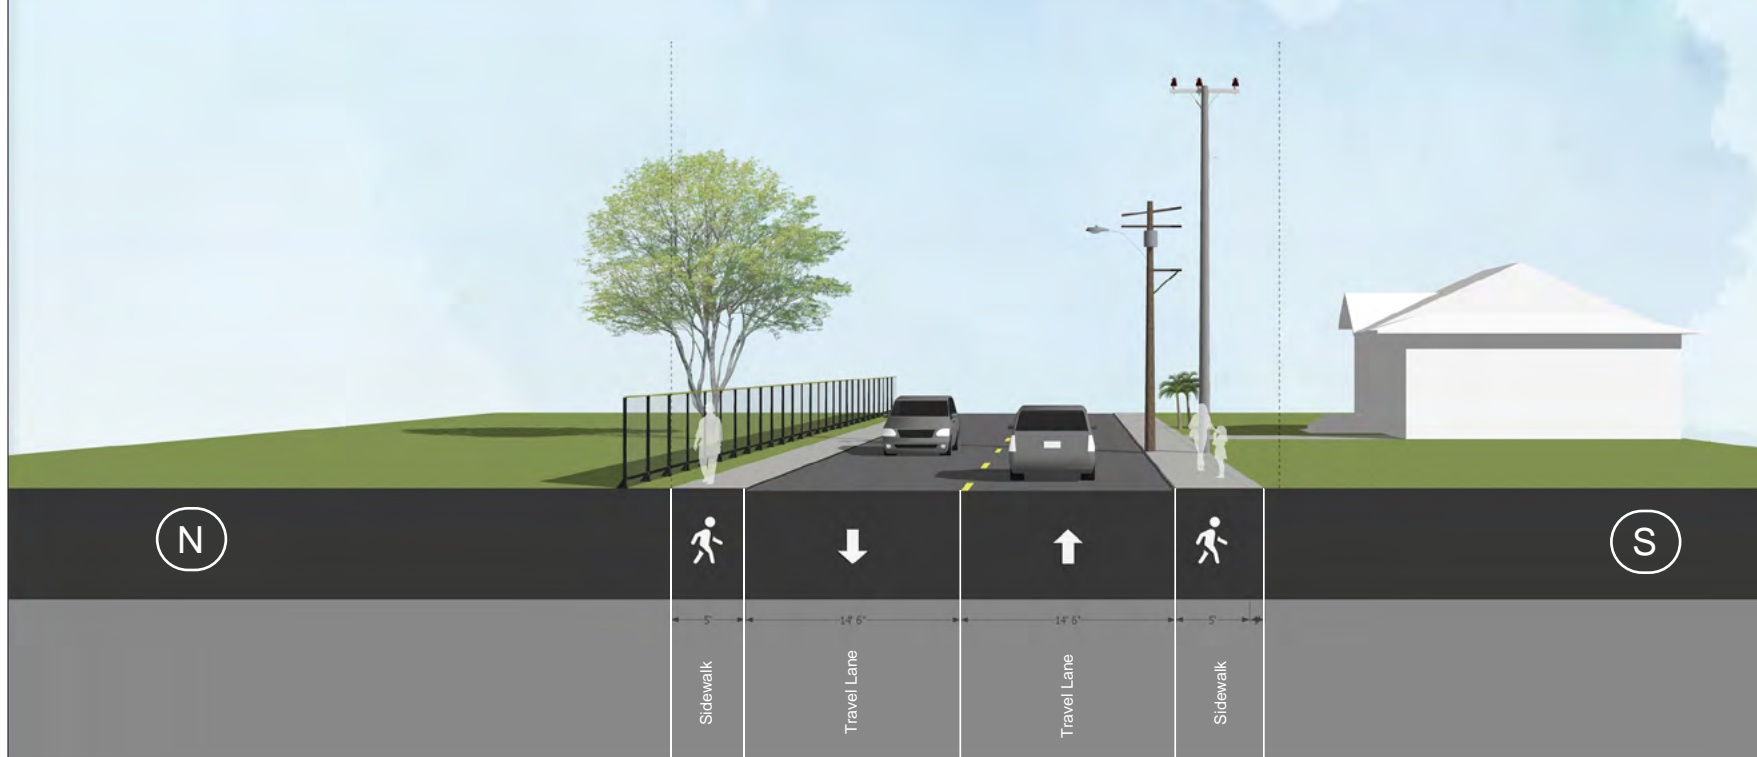 N
S
5'
14' 6"
14' 6"
5'
Sidewalk
Travel Lane
Travel Lane
Sidewalk